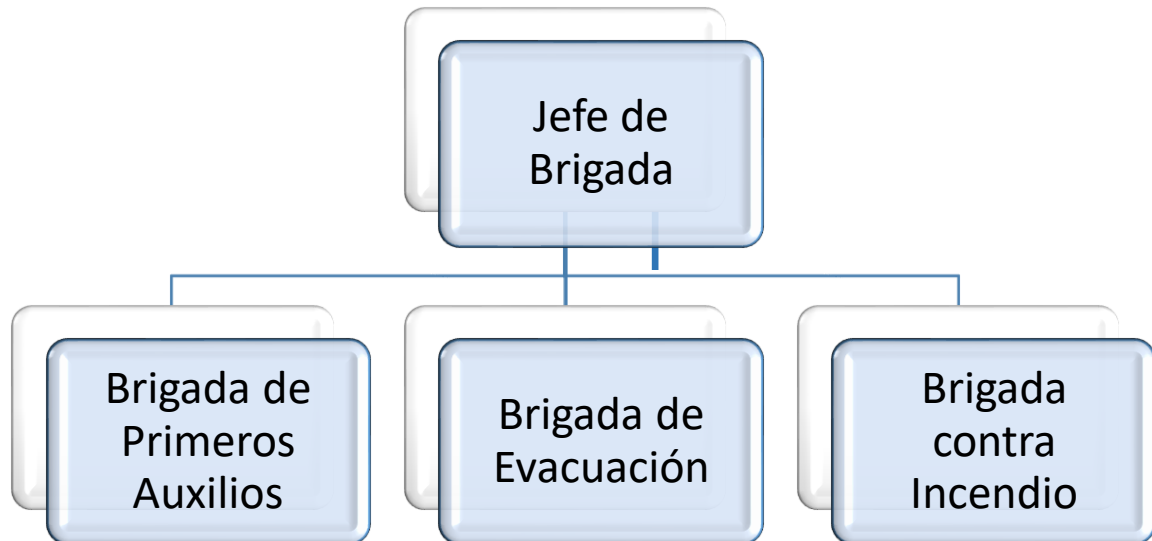 Jefe de
Brigada
Brigada de
Primeros
Auxilios
Brigada de
Evacuación
Brigada
contra
Incendio